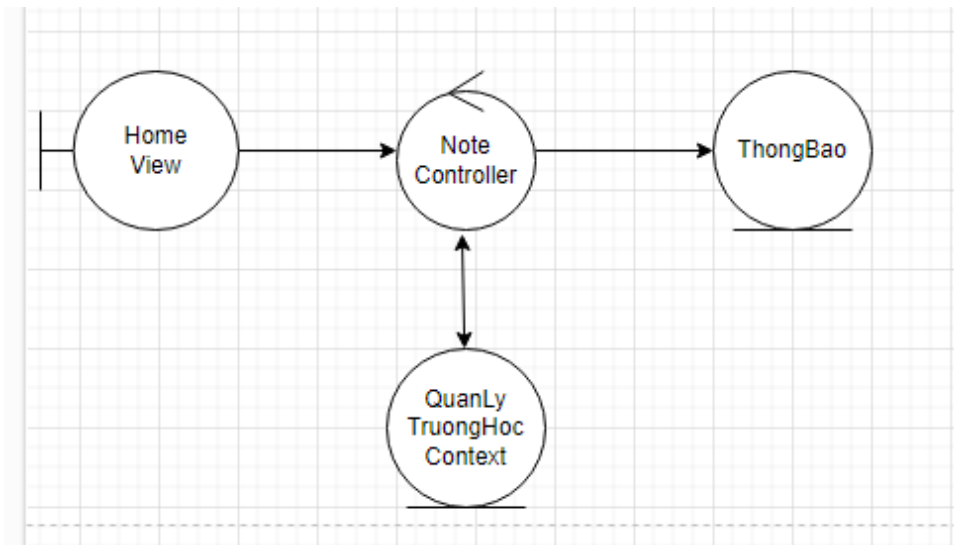 Home
View
Note
Controller
ThongBao
QuanLy
TruongHoc
Context